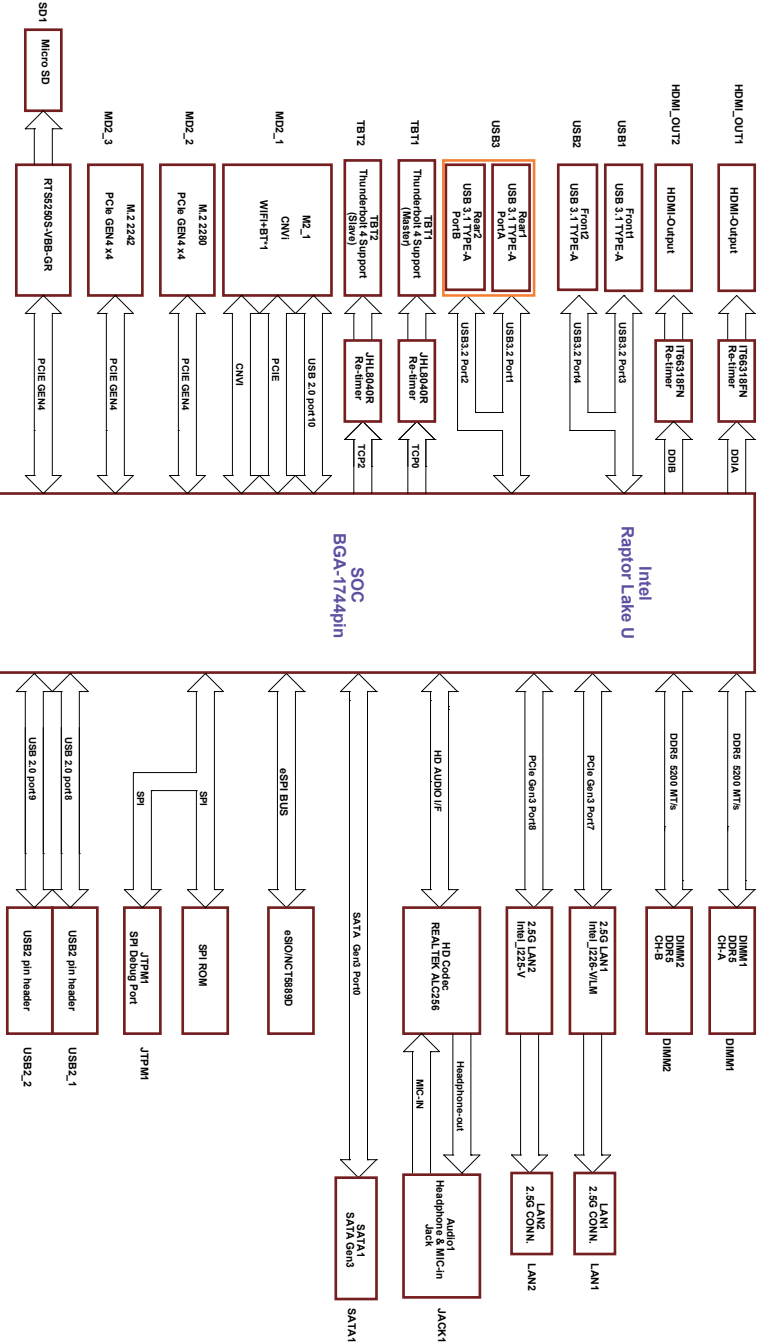 HDMI_OUT1
HDMI-Output
IT66318FN
Re-timer
DDIA
HDMI_OUT2
HDMI-Output
IT66318FN
Re-timer
DDIB
USB1
Front1
USB 3.1 TYPE-A
USB3.2 Port3
USB2
Front2
USB 3.1 TYPE-A
USB3.2 Port4
USB3
Rear1
USB 3.1 TYPE-A
PortA
USB3.2 Port1
Rear2
USB 3.1 TYPE-A
PortB
USB3.2 Port2
TBT1
TBT1
Thunderbolt 4 Support
(Master)
JHL8040R
Re-timer
TCP0
TBT2
TBT2
Thunderbolt 4 Support
(Slave)
JHL8040R
Re-timer
TCP2
MD2_1
M2_1
CNVi
WIFI+BT*1
USB 2.0 port10
PCIE
CNVI
MD2_2
M.2 2280
PCIe GEN4 x4
PCIE GEN4
MD2_3
M.2 2242
PCIe GEN4 x4
PCIE GEN4
SD1
Micro SD
RTS5250S-VBB-GR
PCIE GEN4
Intel
Raptor Lake U
SOC
BGA-1744pin
DDR5 5200 MT/s
DIMM1
DDR5
CH-A
DIMM1
DDR5 5200 MT/s
DIMM2
DDR5
CH-B
DIMM2
PCIe Gen3 Port7
2.5G LAN1
Intel_I226-V/LM
LAN1
2.5G CONN.
LAN1
PCIe Gen3 Port8
2.5G LAN2
Intel_I225-V
LAN2
2.5G CONN.
LAN2
HD AUDIO I/F
HD Codec
REALTEK ALC256
Headphone-out
MIC-IN
Audio1
Headphone & MIC-in
Jack
JACK1
SATA Gen3 Port0
SATA1
SATA Gen3
SATA1
eSPI BUS
eSIO/NCT5889D
SPI
SPI ROM
SPI
JTPM1
SPI Debug Port
JTPM1
USB 2.0 port8
USB2 pin header
USB2_1
USB 2.0 port9
USB2 pin header
USB2_2